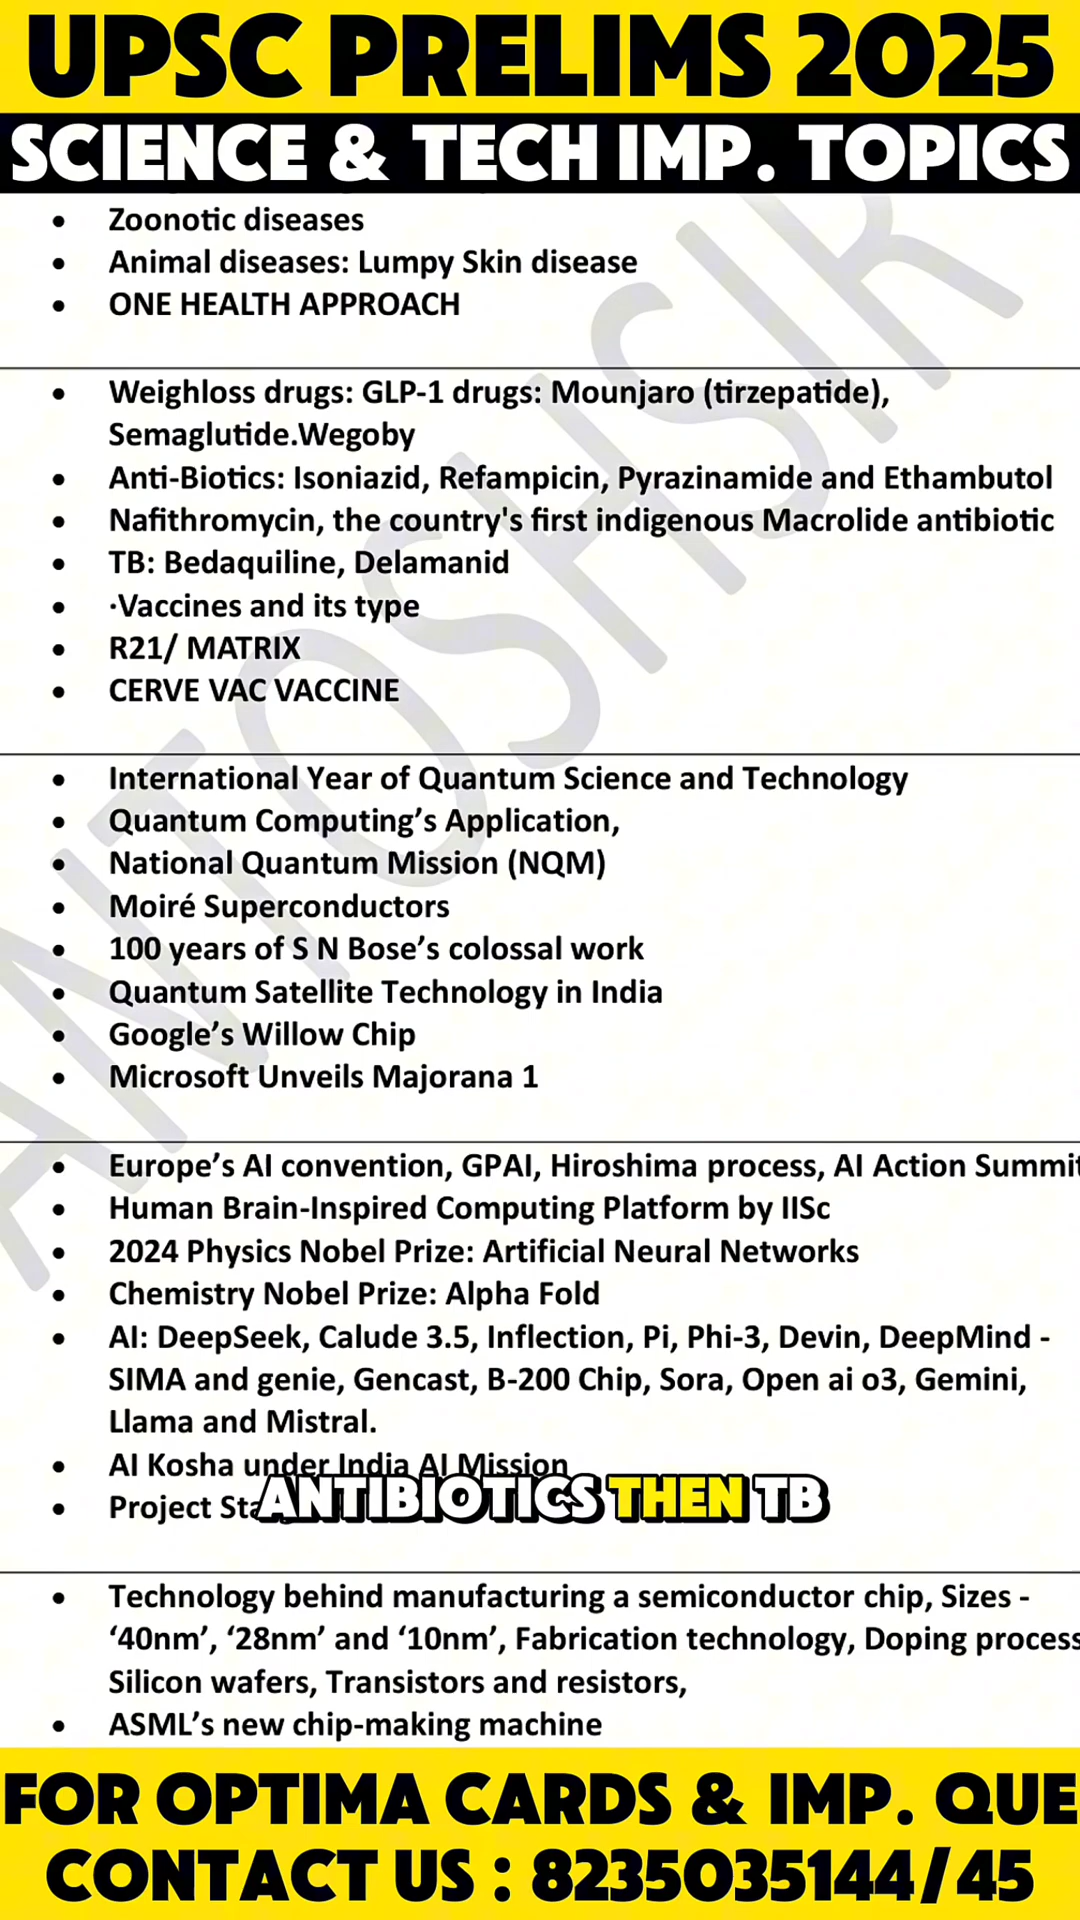 UPSC PRELIMS 2025
SCIENCE & TECH IMP. TOPICS
• Zoonotic diseases
• Animal diseases: Lumpy Skin disease
• ONE HEALTH APPROACH
• Weighloss drugs: GLP-1 drugs: Mounjaro (tirzepatide),
Semaglutide.Wegoby
• Anti-Biotics: Isoniazid, Refampicin, Pyrazinamide and Ethambutol
• Nafithromycin, the country's first indigenous Macrolide antibiotic
• TB: Bedaquiline, Delamanid
• ·Vaccines and its type
• R21/ MATRIX
• CERVE VAC VACCINE
• International Year of Quantum Science and Technology
• Quantum Computing’s Application,
• National Quantum Mission (NQM)
• Moiré Superconductors
• 100 years of S N Bose’s colossal work
• Quantum Satellite Technology in India
• Google’s Willow Chip
• Microsoft Unveils Majorana 1
• Europe’s AI convention, GPAI, Hiroshima process, AI Action Summit
• Human Brain-Inspired Computing Platform by IISc
• 2024 Physics Nobel Prize: Artificial Neural Networks
• Chemistry Nobel Prize: Alpha Fold
• AI: DeepSeek, Calude 3.5, Inflection, Pi, Phi-3, Devin, DeepMind -
SIMA and genie, Gencast, B-200 Chip, Sora, Open ai o3, Gemini,
Llama and Mistral.
• AI Kosha under India AI Mission
• Project
ANTIBIOTICS THEN TB
• Technology behind manufacturing a semiconductor chip, Sizes -
‘40nm’, ‘28nm’ and ‘10nm’, Fabrication technology, Doping process
Silicon wafers, Transistors and resistors,
• ASML’s new chip-making machine
FOR OPTIMA CARDS & IMP. QUE
CONTACT US : 8235035144/45